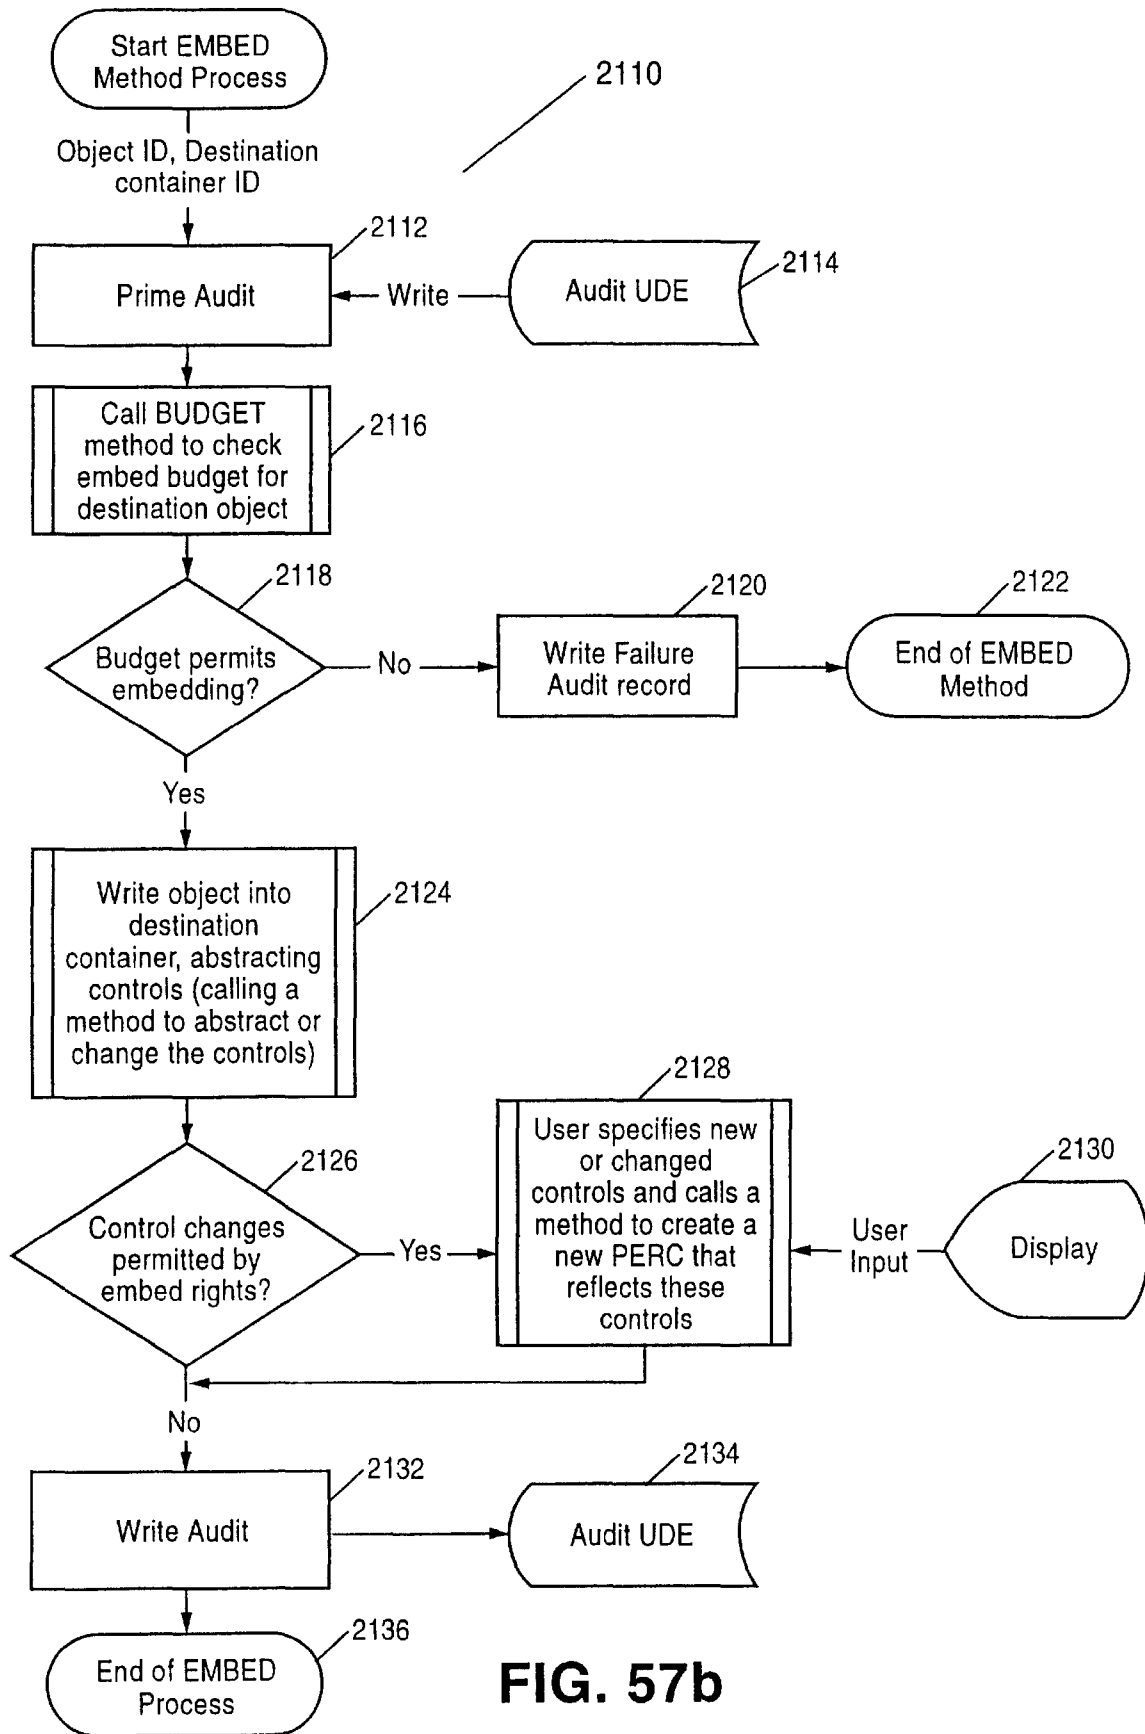 Start EMBED
Method Process
2110
Object ID, Destination
container ID
2112
Prime Audit
Write
Audit UDE
2114
Call BUDGET
method to check
embed budget for
destination object
2116
2118
Budget permits
embedding?
No
2120
Write Failure
Audit record
2122
End of EMBED
Method
Yes
Write object into
destination
container, abstracting
controls (calling a
method to abstract or
change the controls)
2124
2126
Control changes
permitted by
embed rights?
Yes
2128
User specifies new
or changed
controls and calls a
method to create a
new PERC that
reflects these
controls
User
Input
2130
Display
No
2132
Write Audit
2134
Audit UDE
2136
End of EMBED
Process
FIG. 57b